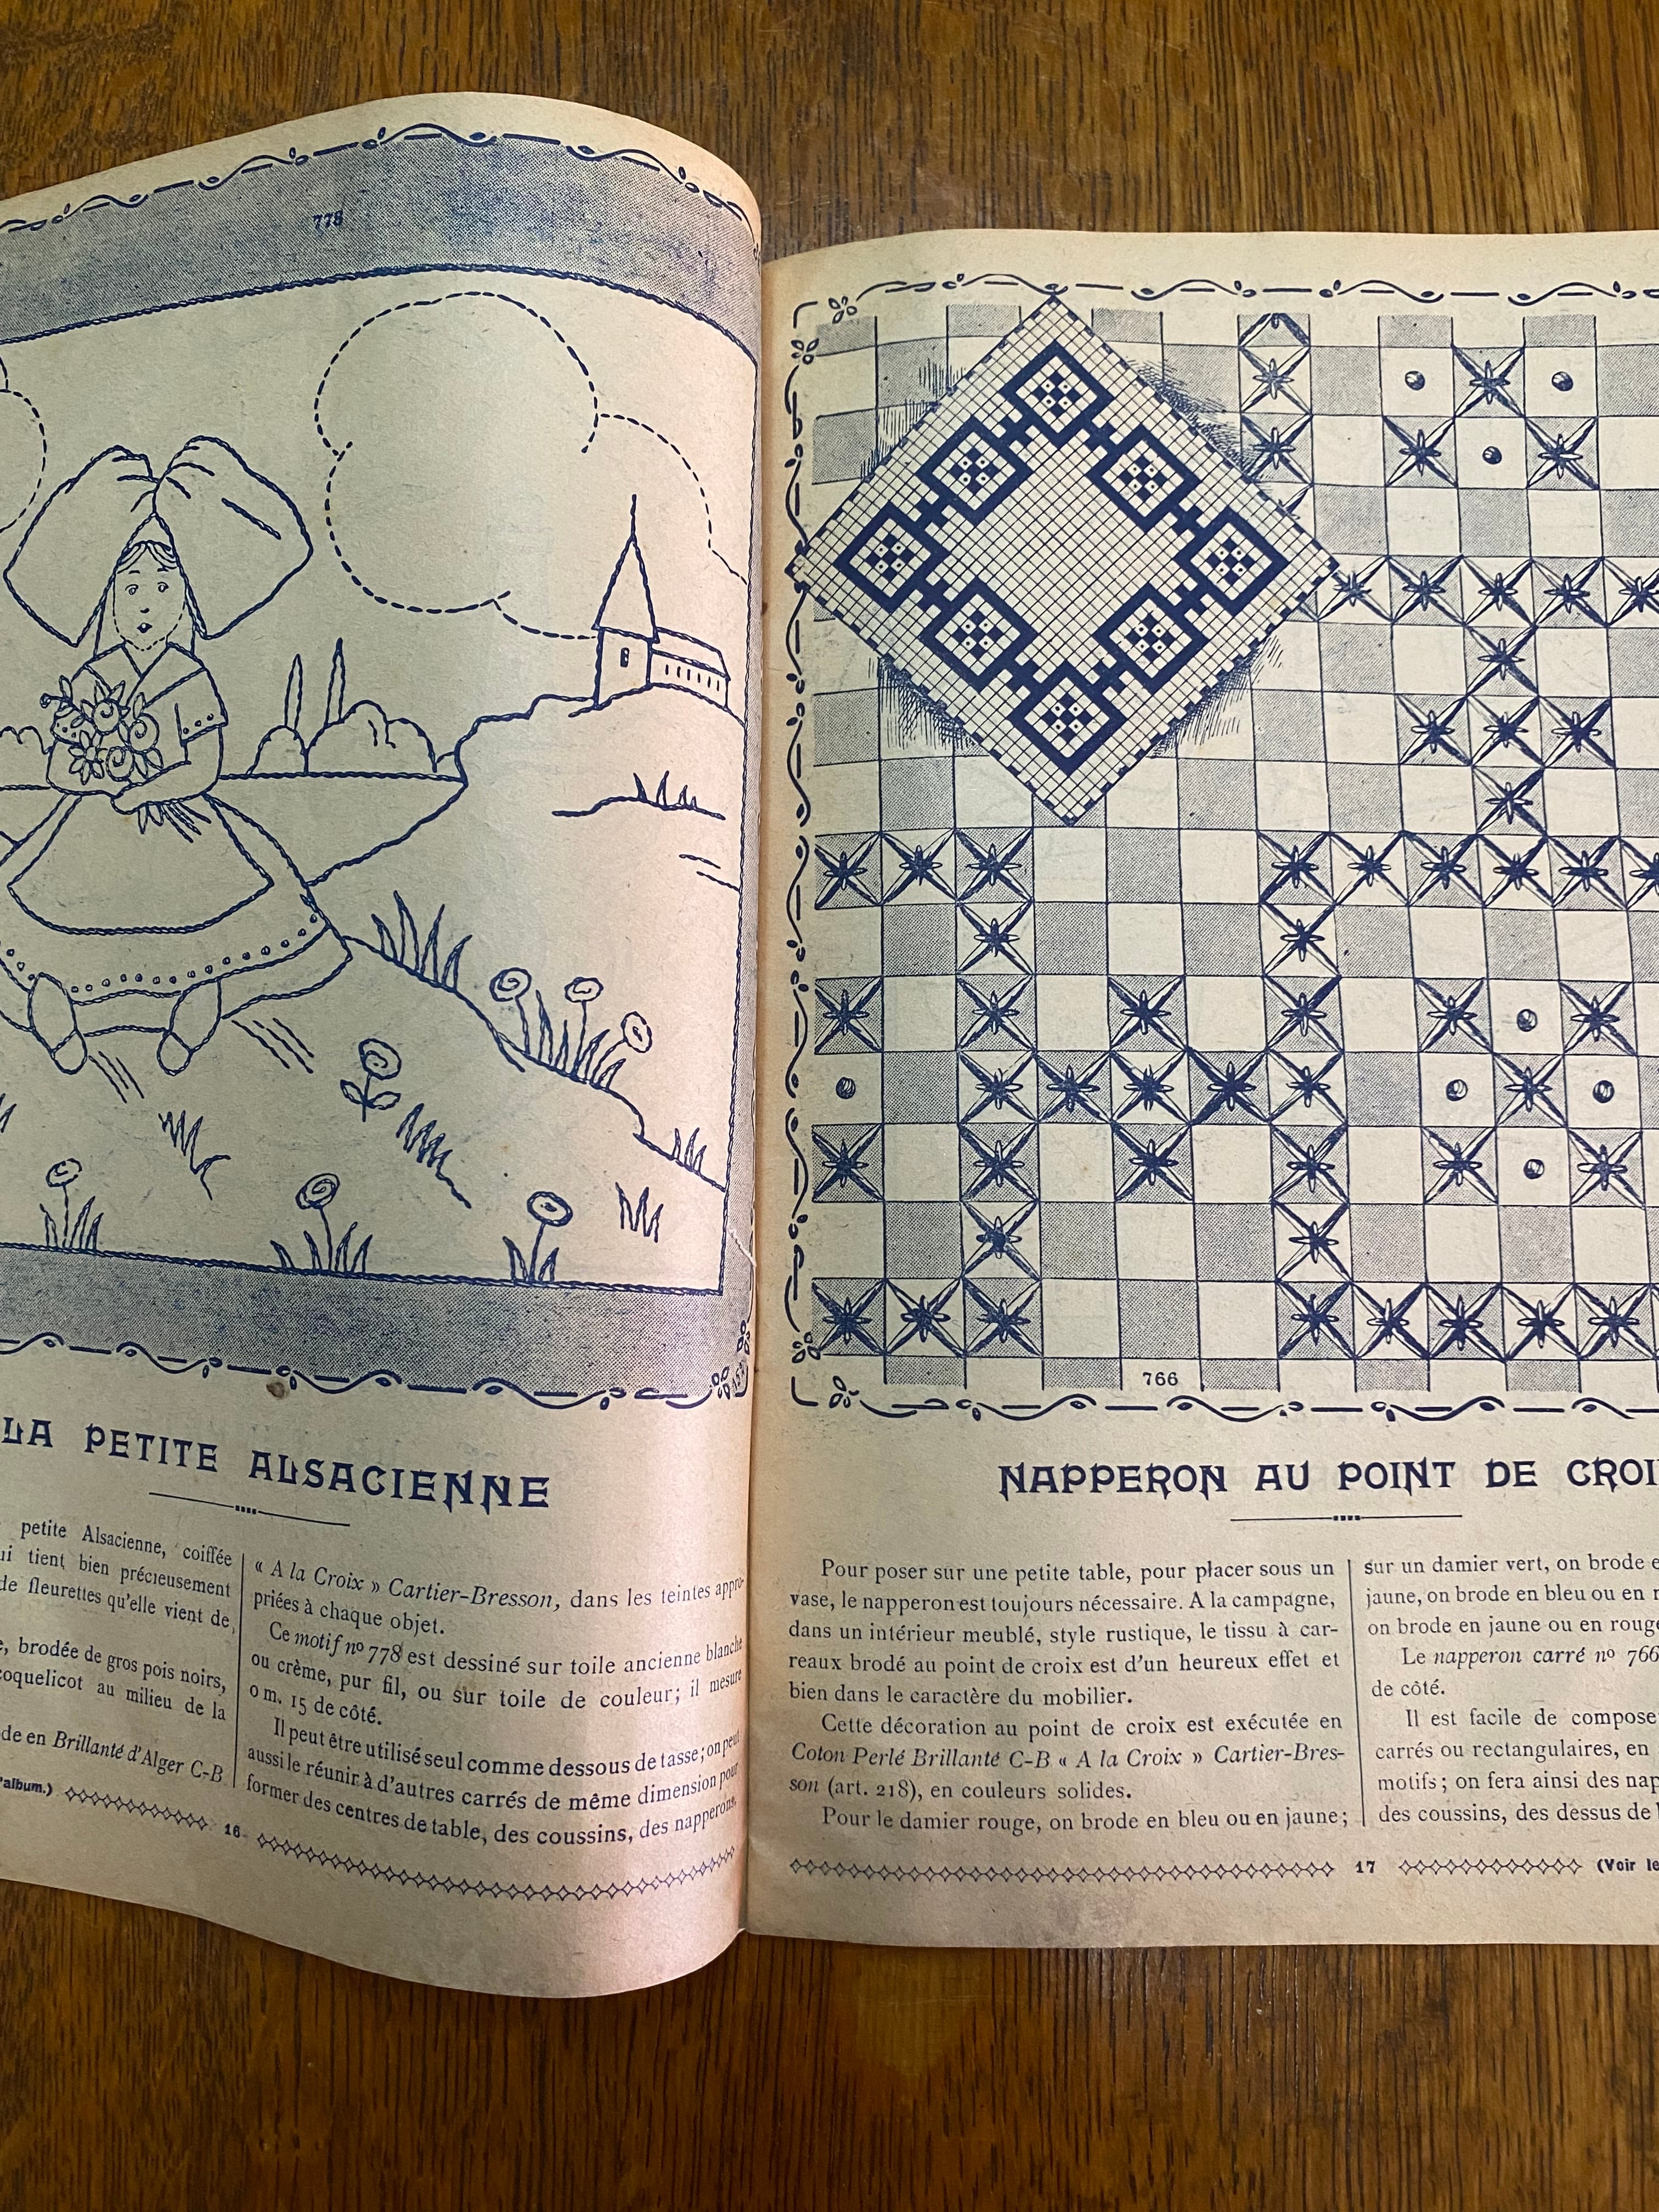 778
LA PETITE ALSACIENNE
petite Alsacienne, coiffée
tient bien précieusement
de fleurettes qu'elle vient de
brodée de gros pois noirs,
coquelicot au milieu de la
de en Brillanté d'Alger C-B
« A la Croix » Cartier-Bresson, dans les teintes appro-
priées à chaque objet.
Ce motif nº 778 est dessiné sur toile ancienne blanche
ou crème, pur fil, ou sur toile de couleur; il mesure
0 m. 15 de côté.
Il peut être utilisé seul comme dessous de tasse; on peut
aussi le réunir à d'autres carrés de même dimension pour
former des centres de table, des coussins, des napperons.
l'album.)
16
766
NAPPERON AU POINT DE CROI
Pour poser sur une petite table, pour placer sous un
vase, le napperon est toujours nécessaire. A la campagne,
dans un intérieur meublé, style rustique, le tissu à car-
reaux brodé au point de croix est d'un heureux effet et
bien dans le caractère du mobilier.
Cette décoration au point de croix est exécutée en
Coton Perlé Brillanté C-B « A la Croix » Cartier-Bres-
son (art. 218), en couleurs solides.
Pour le damier rouge, on brode en bleu ou en jaune;
sur un damier vert, on brode e
jaune, on brode en bleu ou en
on brode en jaune ou en rouge
Le napperon carré nº 766
de côté.
Il est facile de compose
carrés ou rectangulaires, en
motifs; on fera ainsi des nap
des coussins, des dessus de
17
(Voir le